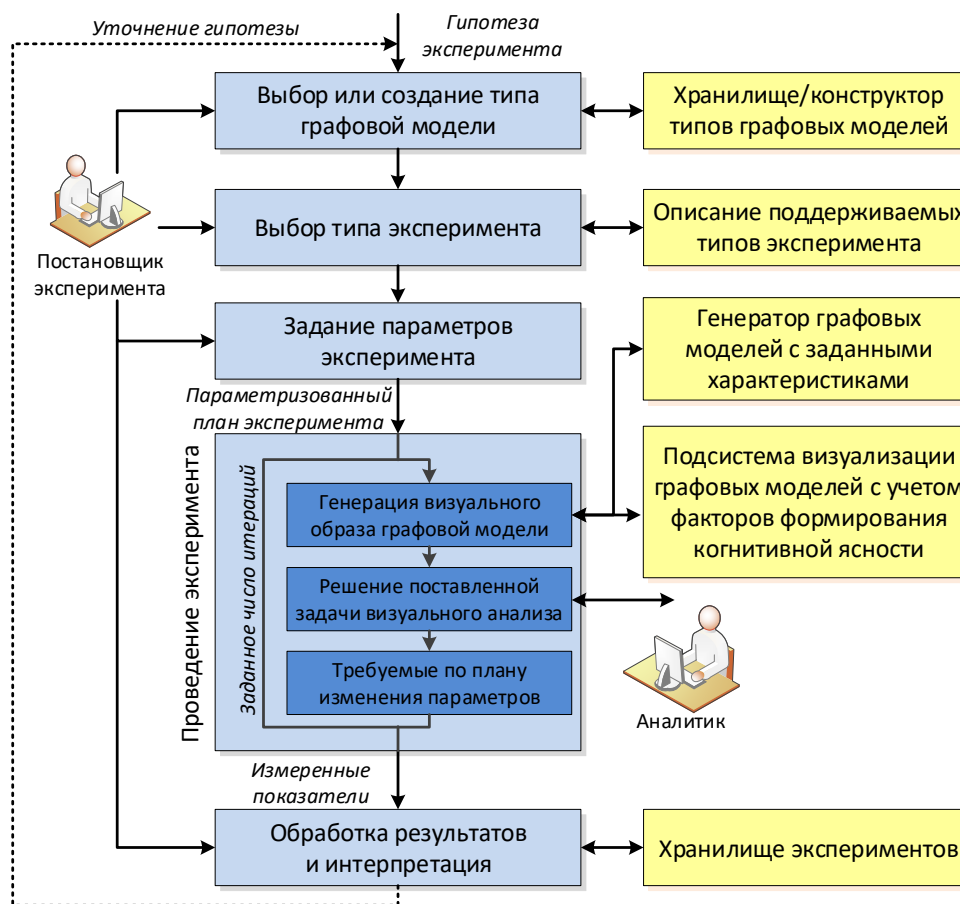 Уточнение гипотезы
Гипотеза
эксперимента
Выбор или создание типа
графовой модели
Хранилище/конструктор
типов графовых моделей
Выбор типа эксперимента
Описание поддерживаемых
типов эксперимента
Постановщик
эксперимента
Задание параметров
эксперимента
Генератор графовых
моделей с заданными
характеристиками
Параметризованный
план эксперимента
Проведение эксперимента
Заданное число итераций
Генерация визуального
образа графовой модели
Подсистема визуализации
графовых моделей с учетом
факторов формирования
когнитивной ясности
Решение поставленной
задачи визуального анализа
Требуемые по плану
изменения параметров
Аналитик
Измеренные
показатели
Обработка результатов
и интерпретация
Хранилище экспериментов